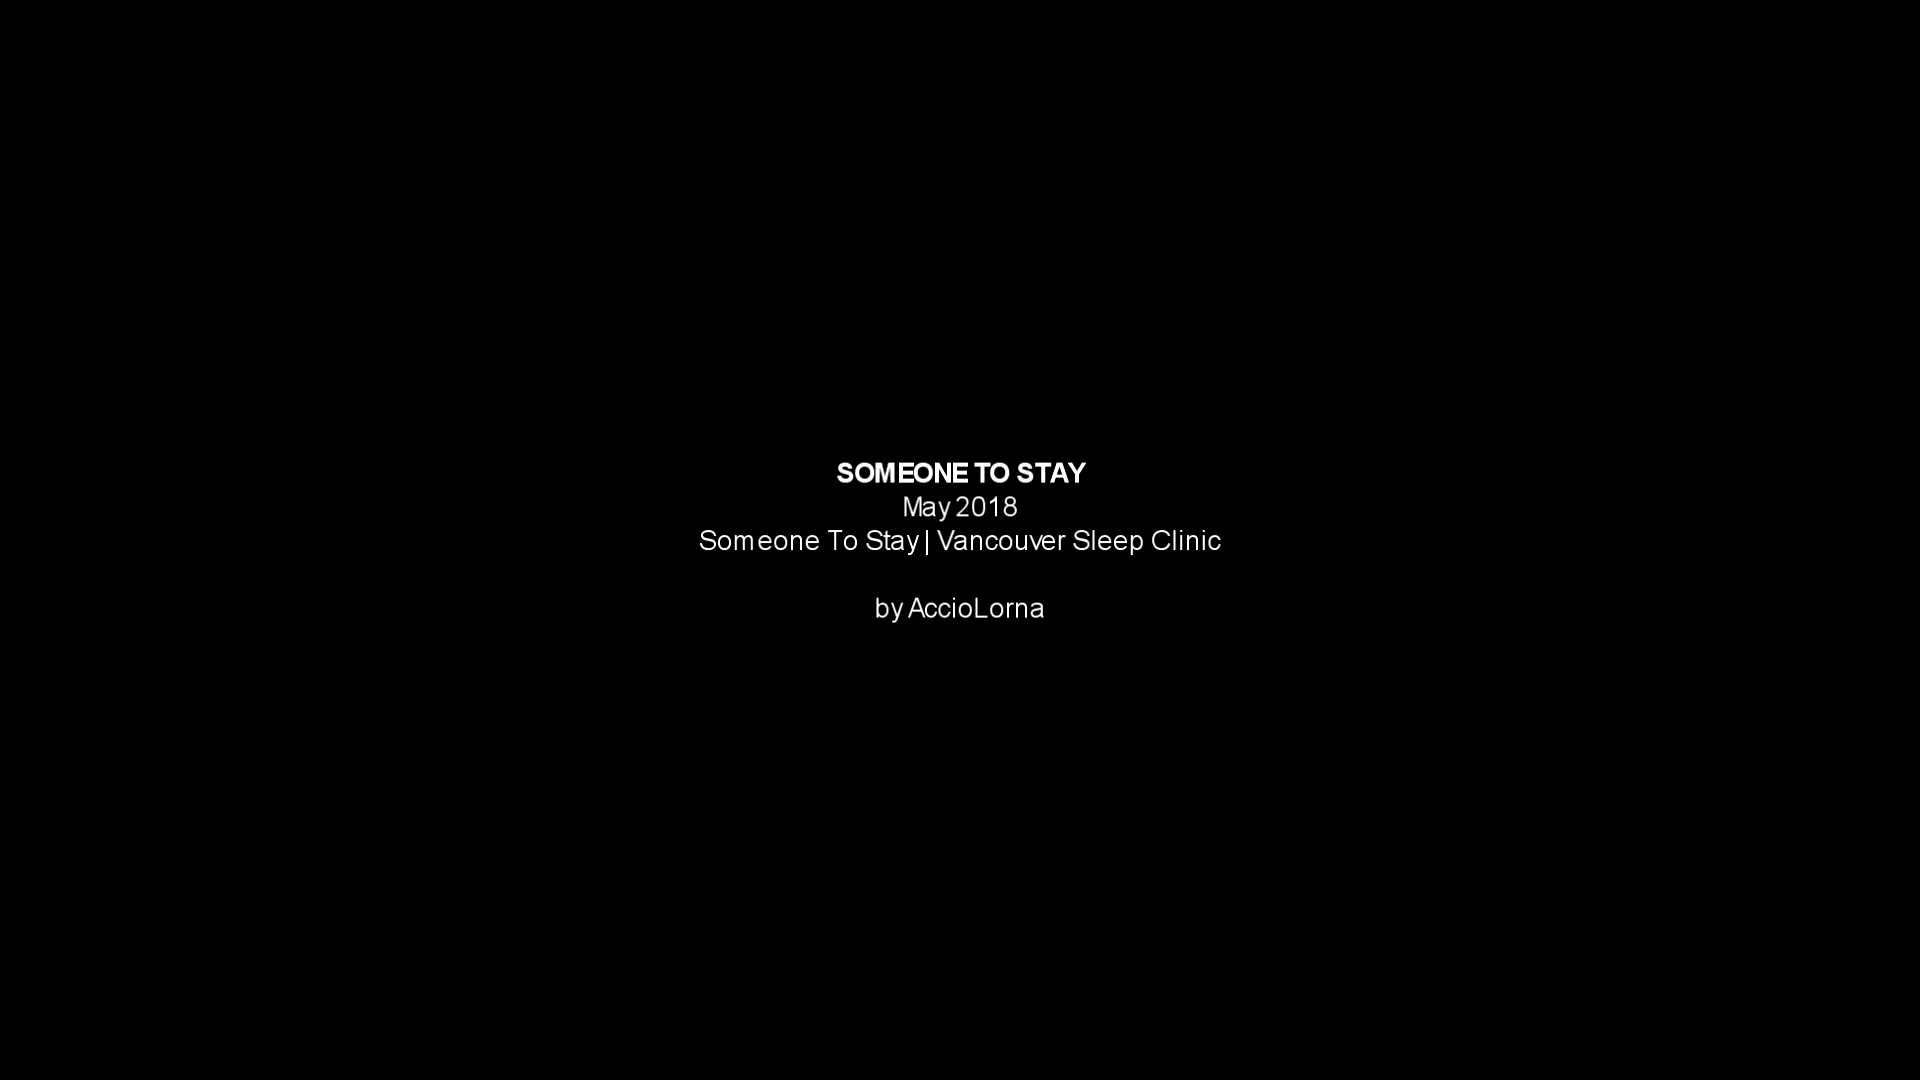 SOMEONE TO STAY
May 2018
Someone To Stay | Vancouver Sleep Clinic
by AccioLorna